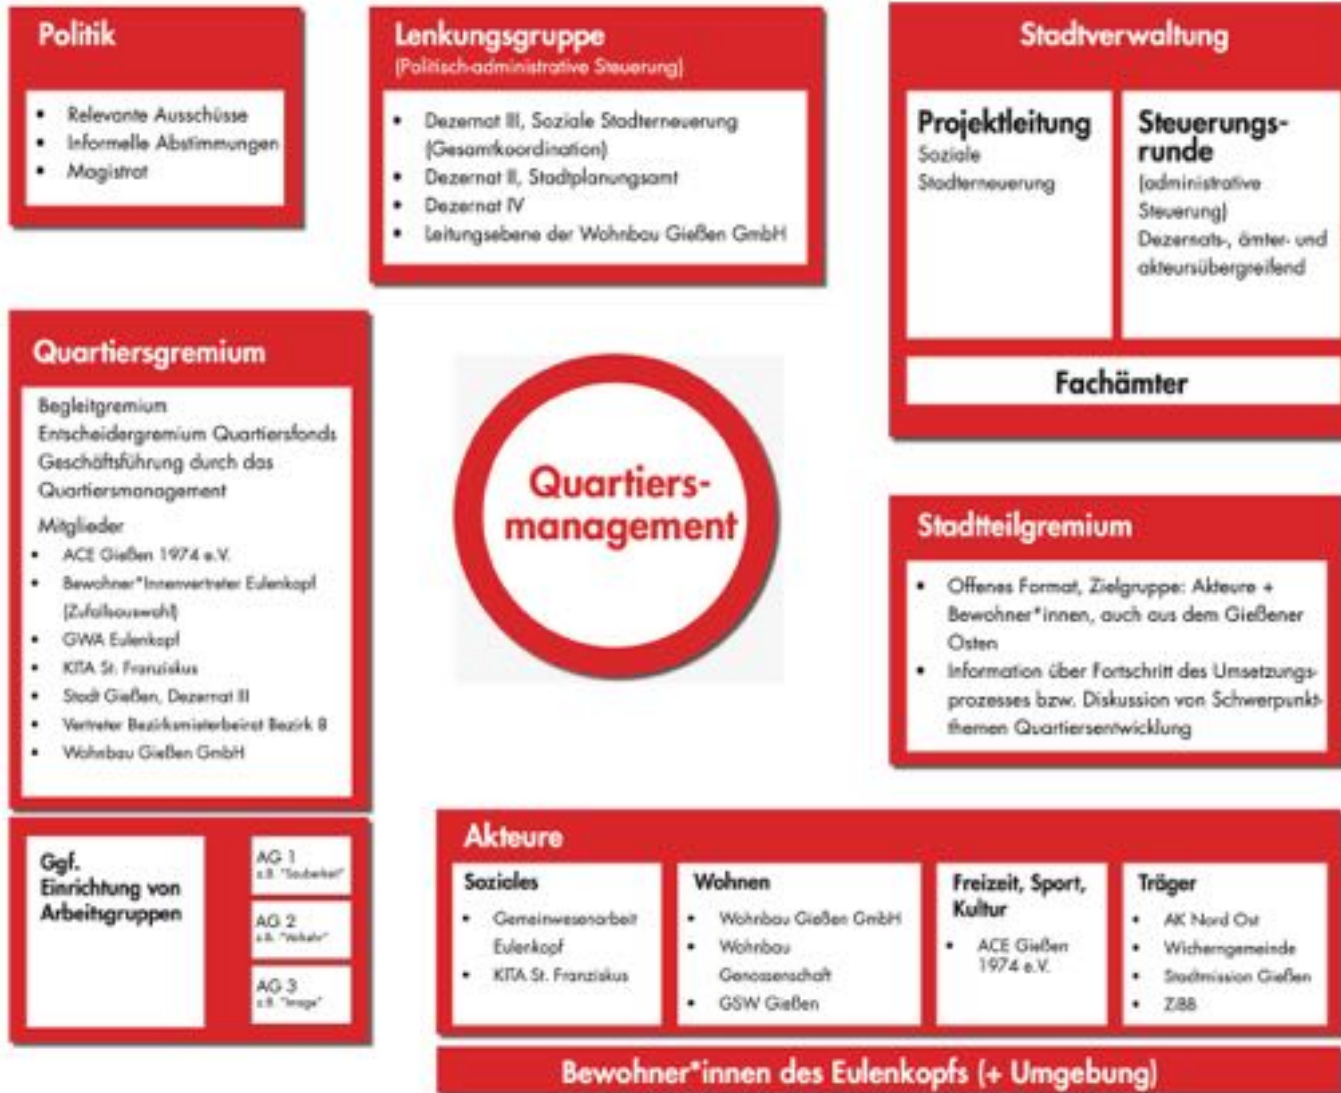 Politik
• Relevante Ausschüsse
• Informelle Abstimmungen
• Magistrat
Lenkungsgruppe
(Politisch-administrative Steuerung)
• Dezernat III, Soziale Stadterneuerung
(Gesamtkoordination)
• Dezernat II, Stadtplanungsamt
• Dezernat IV
• Leitungsebene der Wohnbau Gießen GmbH
Stadtverwaltung
Projektleitung
Soziale
Stadterneuerung
Steuerungs-
runde
(administrative
Steuerung)
Dezernats-, ämter- und
akteursübergreifend
Fachämter
Quartiersgremium
Begleitgremium
Entscheidergremium Quartiersfonds
Geschäftsführung durch das
Quartiersmanagement
Mitglieder
• ACE Gießen 1974 e.V.
• Bewohner*Innenvertreter Eulenkopf
(Zufallsauswahl)
• GWA Eulenkopf
• KITA St. Franziskus
• Stadt Gießen, Dezernat III
• Vertreter Bezirksmieterbeirat Bezirk 8
• Wohnbau Gießen GmbH
Quartiers-
management
Stadtteilgremium
• Offenes Format, Zielgruppe: Akteure +
Bewohner*innen, auch aus dem Gießener
Osten
• Information über Fortschritt des Umsetzungs-
prozesses bzw. Diskussion von Schwerpunkt-
themen Quartiersentwicklung
Ggf.
Einrichtung von
Arbeitsgruppen
AG 1
z.B. "Sauberkeit"
AG 2
z.B. "Verkehr"
AG 3
z.B. "Image"
Akteure
Soziales
• Gemeinwesenarbeit
Eulenkopf
• KITA St. Franziskus
Wohnen
• Wohnbau Gießen GmbH
• Wohnbau
Genossenschaft
• GSW Gießen
Freizeit, Sport,
Kultur
• ACE Gießen
1974 e.V.
Träger
• AK Nord Ost
• Wicherngemeinde
• Stadtmission Gießen
• ZiBB
Bewohner*innen des Eulenkopfs (+ Umgebung)